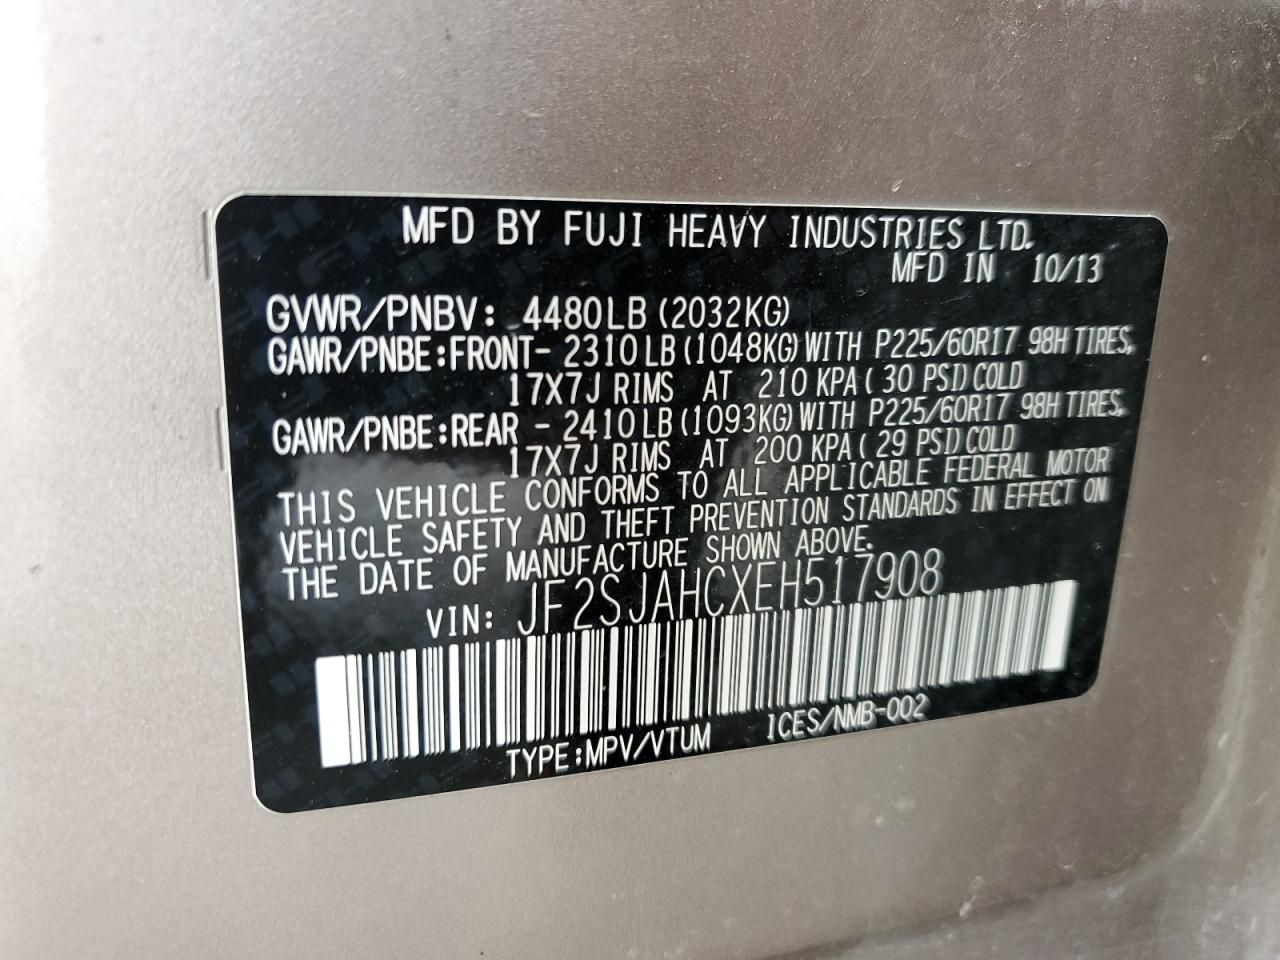 MFD BY FUJI HEAVY INDUSTRIES LTD.
MFD IN 10/13
GVWR/PNBV: 4480LB (2032KG)
GAWR/PNBE:FRONT- 2310LB (1048KG) WITH P225/60R17 98H TIRES,
17X7J RIMS AT 210 KPA ( 30 PSI) COLD
GAWR/PNBE:REAR - 2410LB (1093KG) WITH P225/60R17 98H TIRES,
17X7J RIMS AT 200 KPA ( 29 PSI) COLD
THIS VEHICLE CONFORMS TO ALL APPLICABLE FEDERAL MOTOR
VEHICLE SAFETY AND THEFT PREVENTION STANDARDS IN EFFECT ON
THE DATE OF MANUFACTURE SHOWN ABOVE.
VIN: JF2SJAHCXEH517908
TYPE:MPV/VTUM ICES/NMB-002